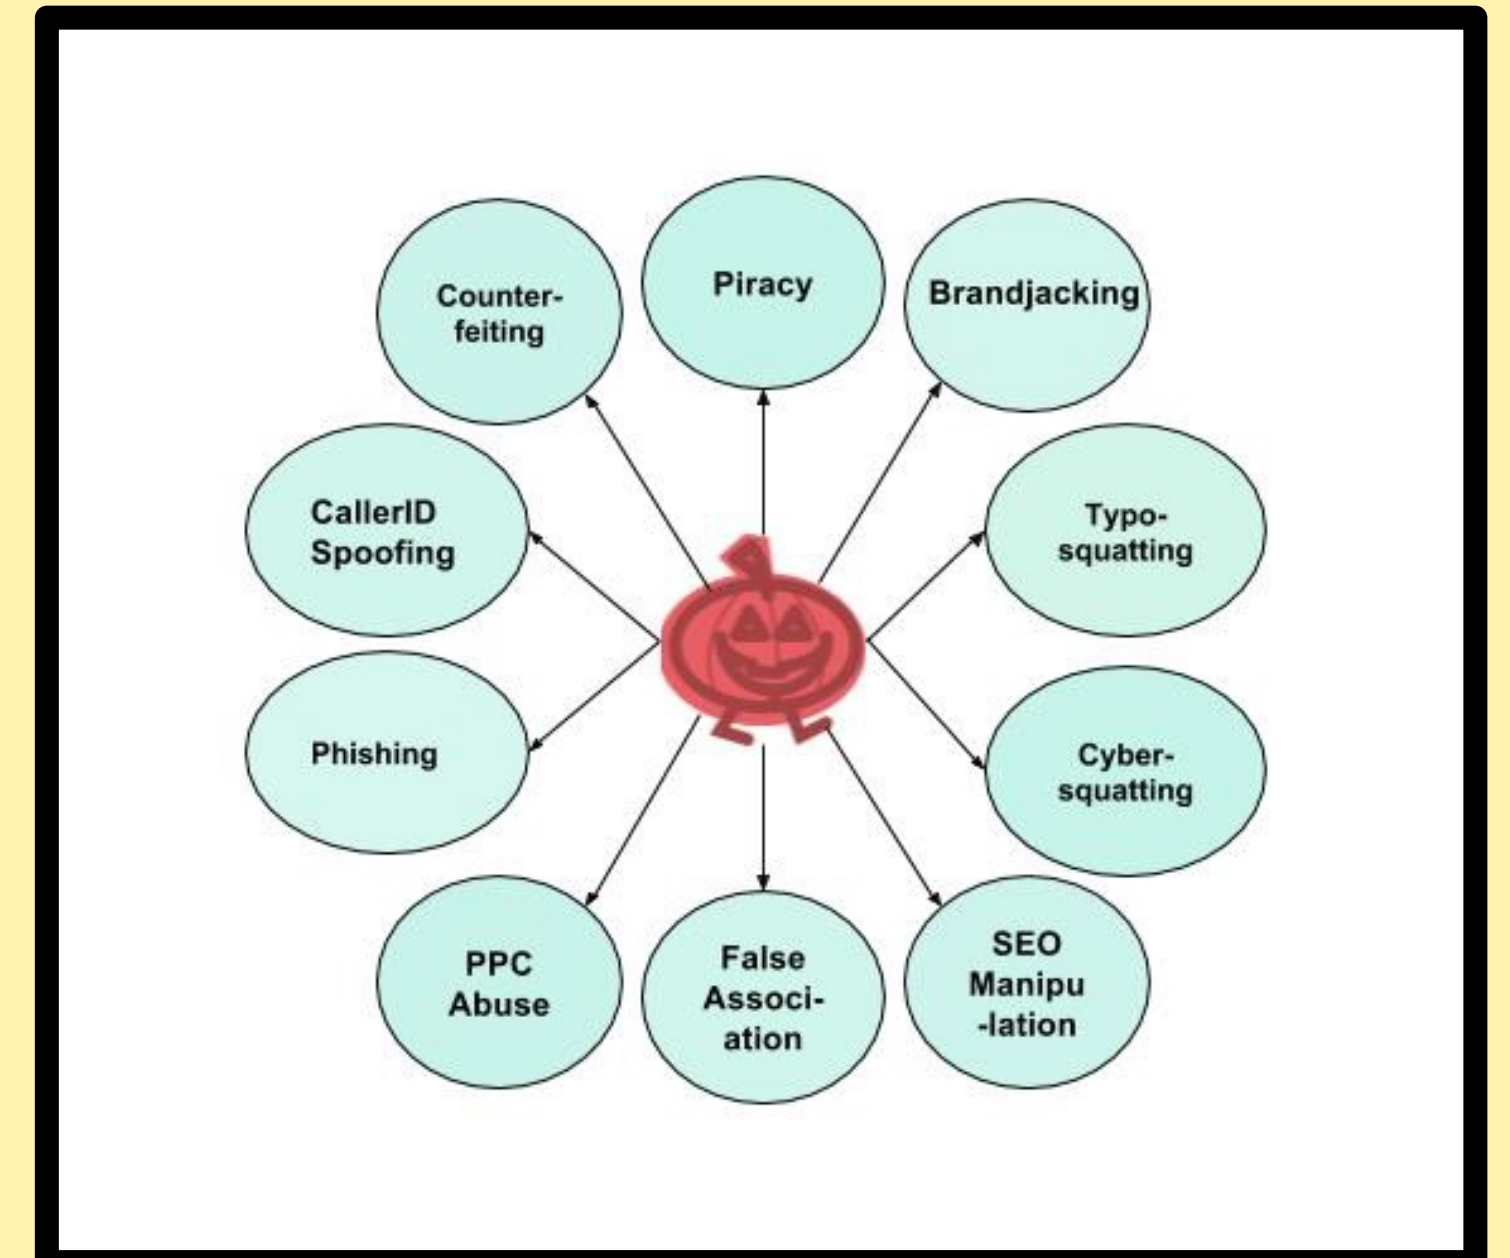 Counter-
feiting
Piracy
Brandjacking
CallerID
Spoofing
Typo-
squatting
Phishing
Cyber-
squatting
PPC
Abuse
False
Associ-
ation
SEO
Manipu
-lation